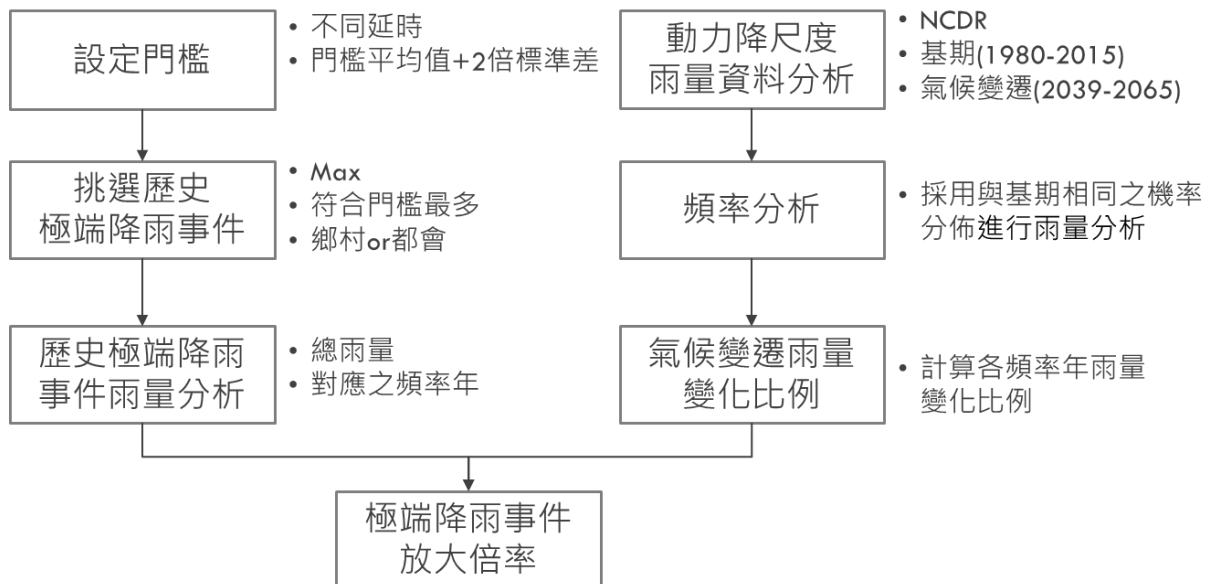 設定門檻
• 不同延時
• 門檻平均值+2倍標準差
挑選歷史
極端降雨事件
• Max
• 符合門檻最多
• 鄉村or都會
歷史極端降雨
事件雨量分析
• 總雨量
• 對應之頻率年
動力降尺度
雨量資料分析
• NCDR
• 基期(1980-2015)
• 氣候變遷(2039-2065)
頻率分析
• 採用與基期相同之機率
分佈進行雨量分析
氣候變遷雨量
變化比例
• 計算各頻率年雨量
變化比例
極端降雨事件
放大倍率